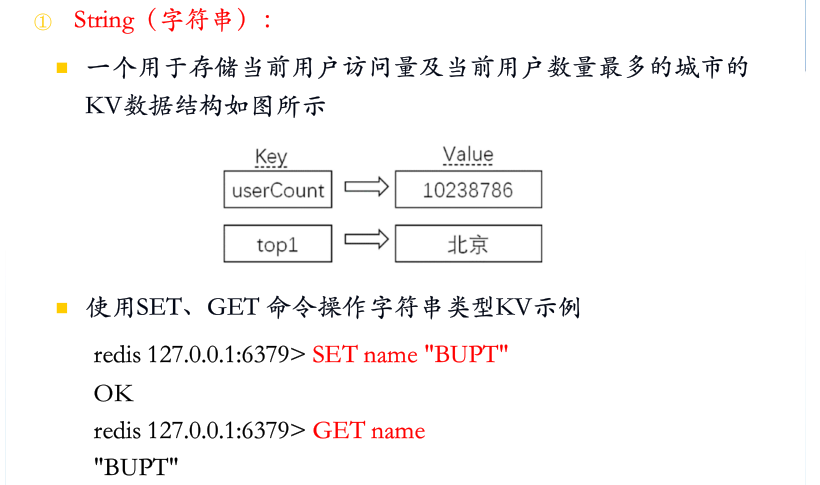 ① String（字符串）：
■ 一个用于存储当前用户访问量及当前用户数量最多的城市的
KV数据结构如图所示
Key Value
userCount 10238786
top1 北京
■ 使用SET、GET 命令操作字符串类型KV示例
redis 127.0.0.1:6379> SET name "BUPT"
OK
redis 127.0.0.1:6379> GET name
"BUPT"